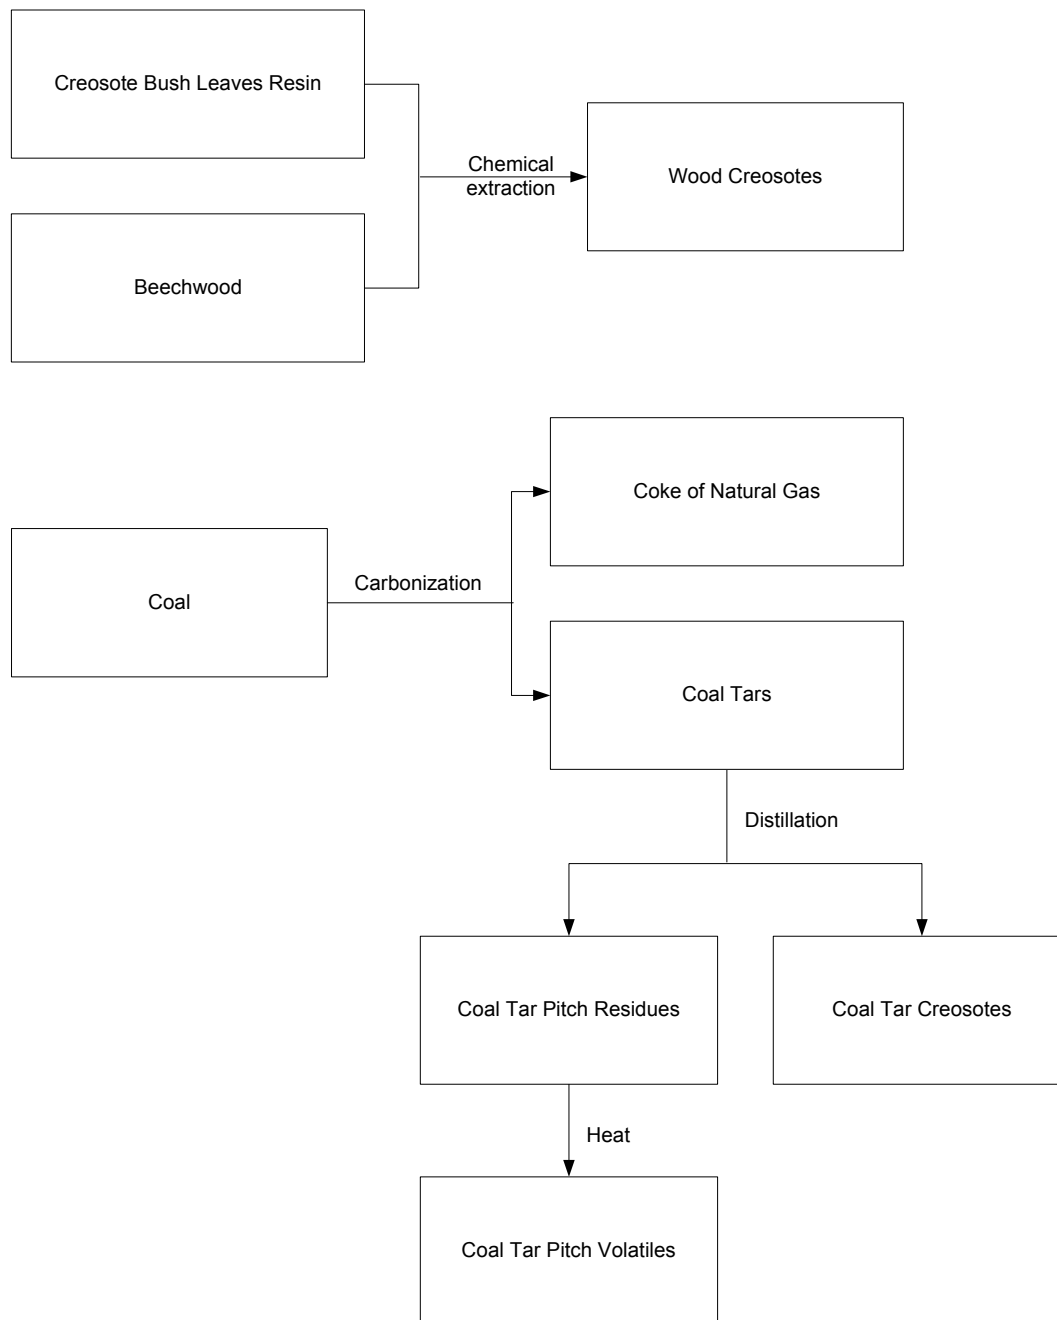 Creosote Bush Leaves Resin
Chemical
extraction
Wood Creosotes
Beechwood
Coke of Natural Gas
Carbonization
Coal
Coal Tars
Distillation
Coal Tar Pitch Residues
Coal Tar Creosotes
Heat
Coal Tar Pitch Volatiles